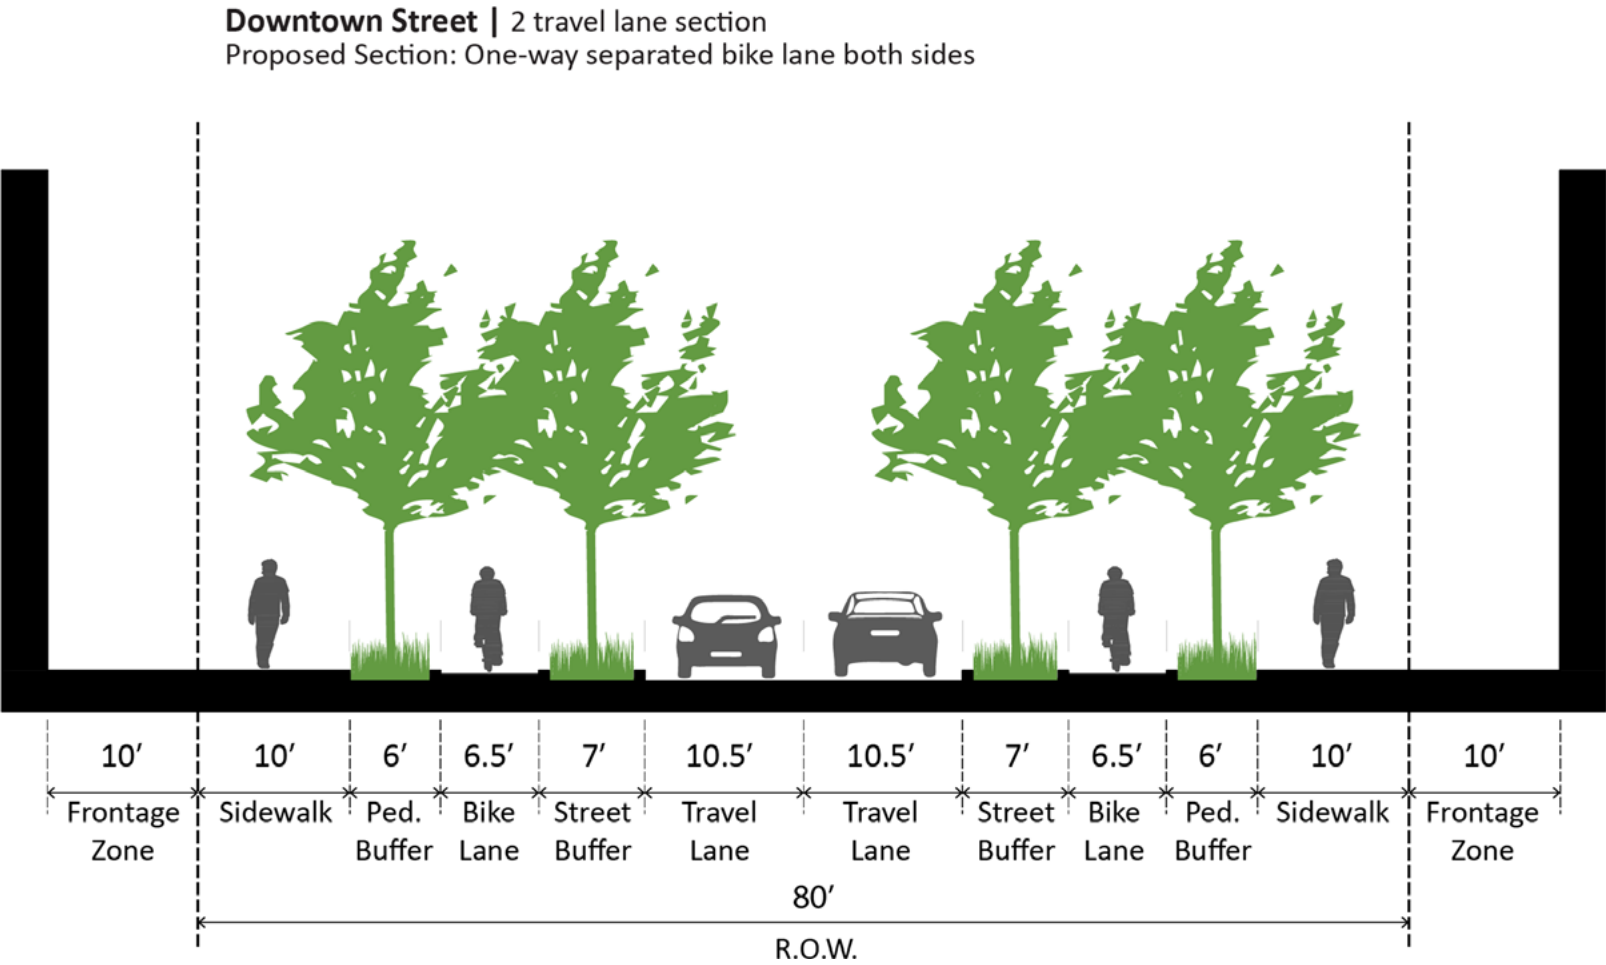 Downtown Street | 2 travel lane section
Proposed Section: One-way separated bike lane both sides
10′ 10′ 6′ 6.5′ 7′ 10.5′ 10.5′ 7′ 6.5′ 6′ 10′ 10′
Frontage Sidewalk Ped. Bike Street Travel Travel Street Bike Ped. Sidewalk Frontage
Zone Buffer Lane Buffer Lane Lane Buffer Lane Buffer Zone
80′
R.O.W.